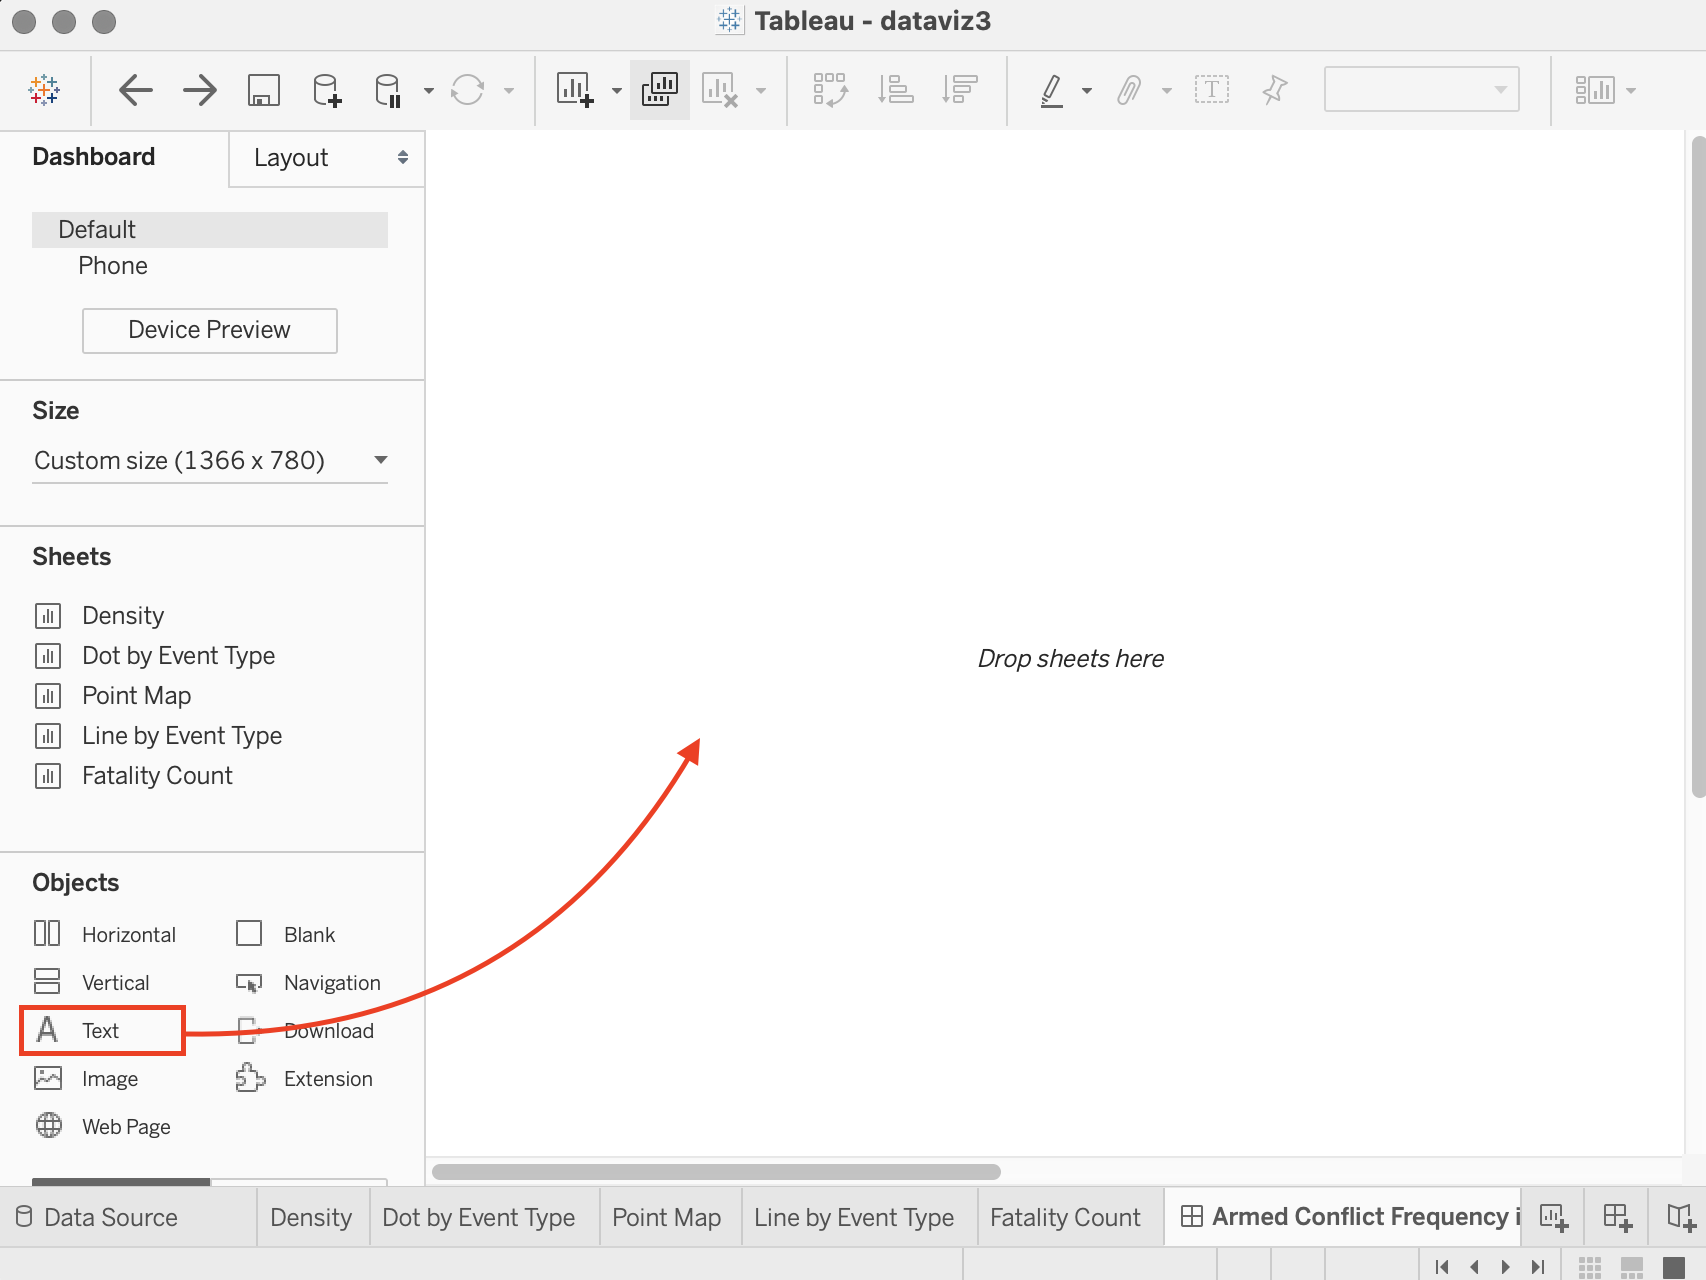 Tableau - dataviz3
Dashboard
Layout
Default
Phone
Device Preview
Size
Custom size (1366 x 780)
Sheets
Density
Dot by Event Type
Point Map
Line by Event Type
Fatality Count
Drop sheets here
Objects
Horizontal
Blank
Vertical
Navigation
Text
Download
Image
Extension
Web Page
Data Source
Density
Dot by Event Type
Point Map
Line by Event Type
Fatality Count
Armed Conflict Frequency i